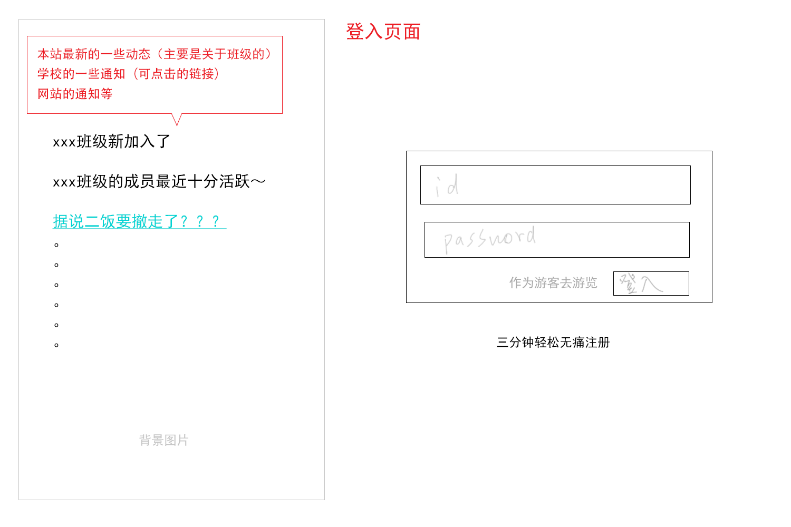 登入页面
本站最新的一些动态（主要是关于班级的）
学校的一些通知（可点击的链接）
网站的通知等
xxx班级新加入了
xxx班级的成员最近十分活跃～
据说二饭要撤走了？？？
。
。
。
。
。
。
背景图片
id
password
作为游客去游览
登入
三分钟轻松无痛注册